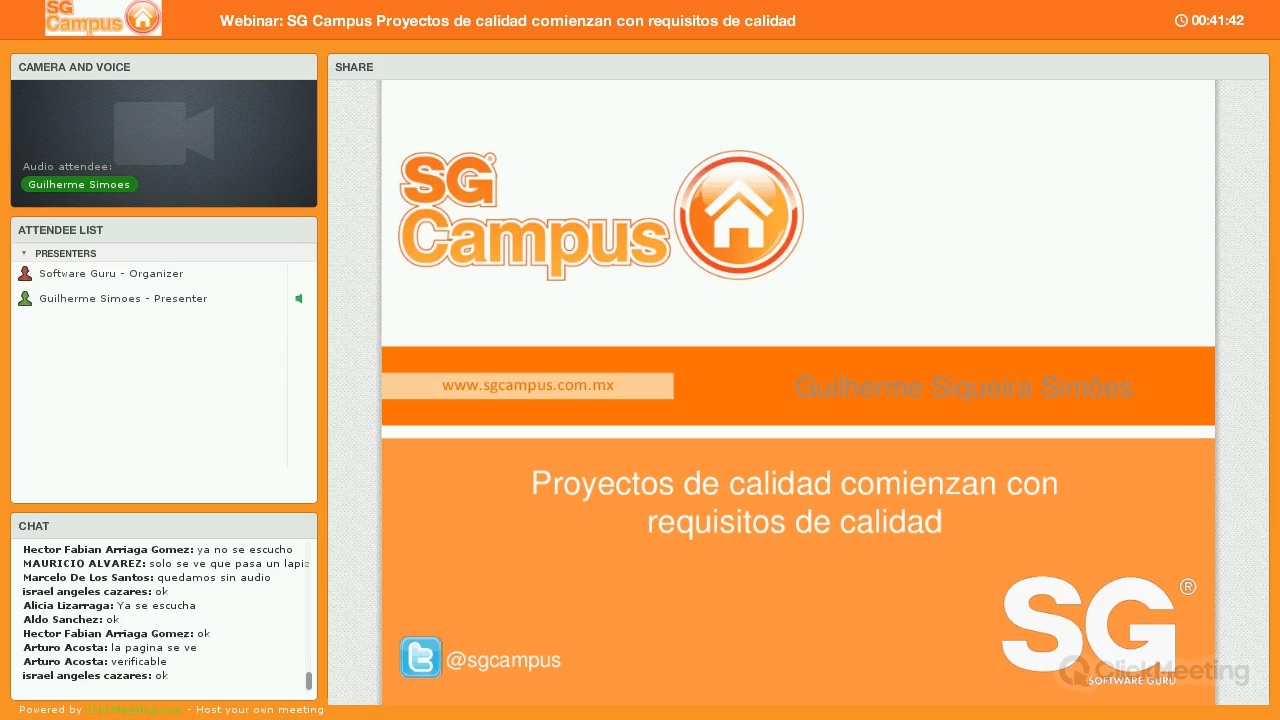 SG Campus
Webinar: SG Campus Proyectos de calidad comienzan con requisitos de calidad
00:41:42
CAMERA AND VOICE
Audio attendee:
Guilherme Simoes
ATTENDEE LIST
PRESENTERS
Software Guru - Organizer
Guilherme Simoes - Presenter
CHAT
Hector Fabian Arriaga Gomez: ya no se escucho
MAURICIO ALVAREZ: solo se ve que pasa un lapiz
Marcelo De Los Santos: quedamos sin audio
israel angeles cazares: ok
Alicia Lizarraga: Ya se escucha
Aldo Sanchez: ok
Hector Fabian Arriaga Gomez: ok
Arturo Acosta: la pagina se ve
Arturo Acosta: verificable
israel angeles cazares: ok
Powered by ClickMeeting.com - Host your own meeting
SHARE
SG®
Campus
www.sgcampus.com.mx
Guilherme Siqueira Simões
Proyectos de calidad comienzan con
requisitos de calidad
@sgcampus
SG®
SOFTWARE GURU
ClickMeeting